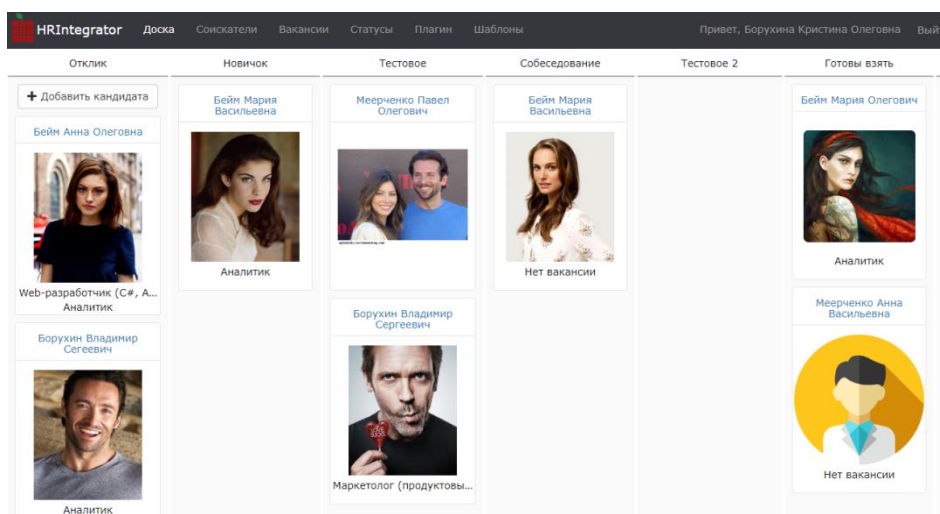 HRIntegrator Доска Соискатели Вакансии Статусы Плагин Шаблоны Привет, Борухина Кристина Олеговна Вый
Отклик Новичок Тестовое Собеседование Тестовое 2 Готовы взять
+ Добавить кандидата
Бейм Анна Олеговна
Web-разработчик (C#, A...
Аналитик
Борухин Владимир
Сегеевич
Аналитик
Бейм Мария
Васильевна
Аналитик
Меерченко Павел
Олегович
Борухин Владимир
Сергеевич
Маркетолог (продуктовы...
Бейм Мария
Васильевна
Нет вакансии
Бейм Мария Олегович
Аналитик
Меерченко Анна
Васильевна
Нет вакансии